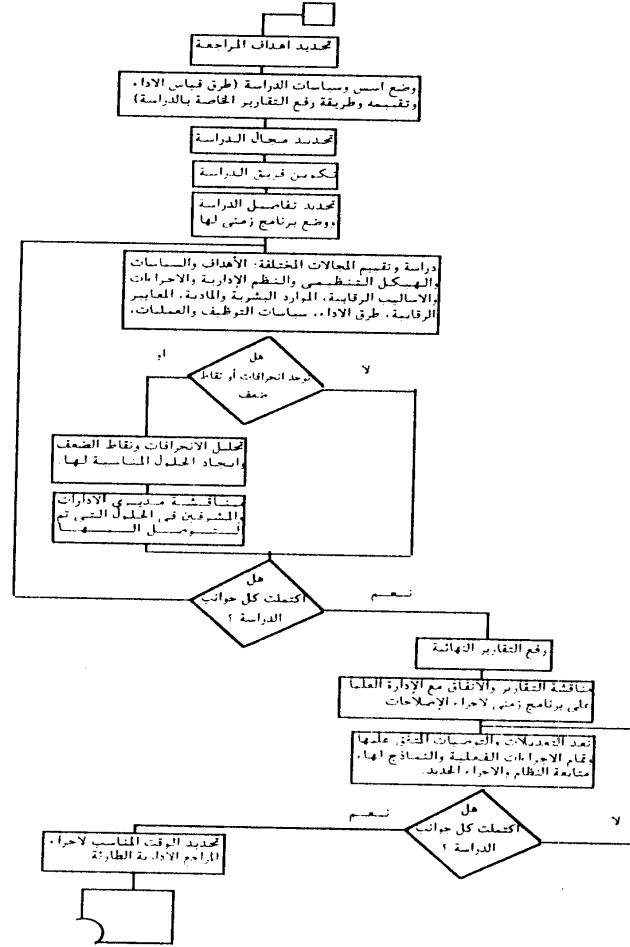 تحديد اهداف المراجعة
وضع اسس وسياسات الدراسة (طرق قياس الاداء
وتقييمه وطريقة رفع التقارير الخاصة بالدراسة)
تحديد مجال الدراسة
تكوين فريق الدراسة
تحديد تفاصيل الدراسة
ووضع برنامج زمني لها
دراسة وتقييم المجالات المختلفة: الأهداف والسياسات
والهيكل التنظيمي والنظم الإدارية والاجراءات
والاساليب الرقابية، الموارد البشرية والمادية، المعايير
الرقابية، طرق الاداء، سياسات التوظيف والعمليات،
هل
توجد انحرافات أو نقاط
ضعف
او
لا
تحليل الانحرافات ونقاط الضعف
وايجاد الحلول المناسبة لها.
مناقشة مديري الادارات
والمشرفين في الحلول التي تم
التوصل اليها
هل
اكتملت كل جوانب
الدراسة ؟
نعم
رفع التقارير النهائية
مناقشة التقارير والاتفاق مع الإدارة العليا
على برنامج زمني لاجراء الإصلاحات
التعديلات والتوصيات المتفق عليها
الاجراءات الفعلية والنماذج لها،
متابعة النظام والاجراء الجديد.
هل
اكتملت كل جوانب
الدراسة ؟
نعم
لا
تحديد الوقت المناسب لاجراء
المراجع الادارية الطارئة